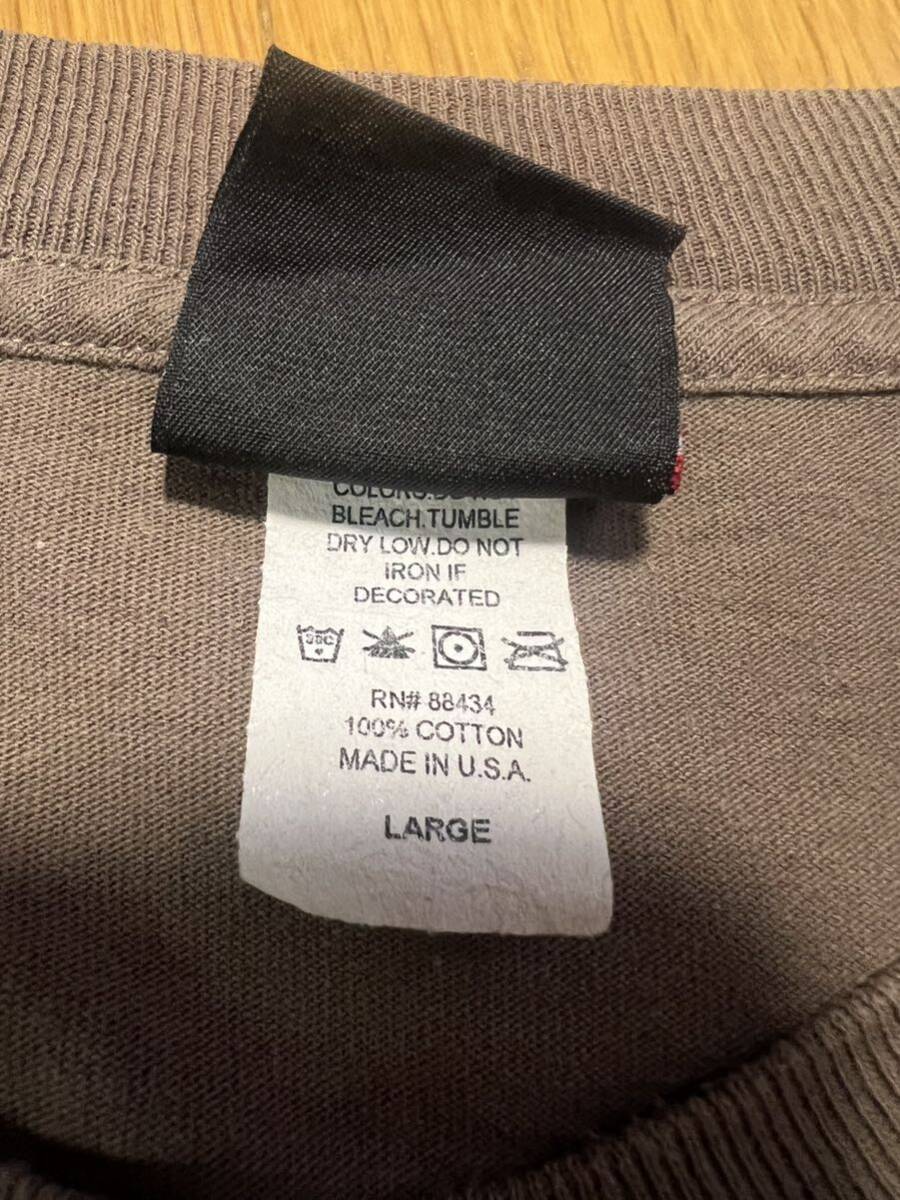 BLEACH.TUMBLE
DRY LOW.DO NOT
IRON IF
DECORATED
RN# 88434
100% COTTON
MADE IN U.S.A.
LARGE